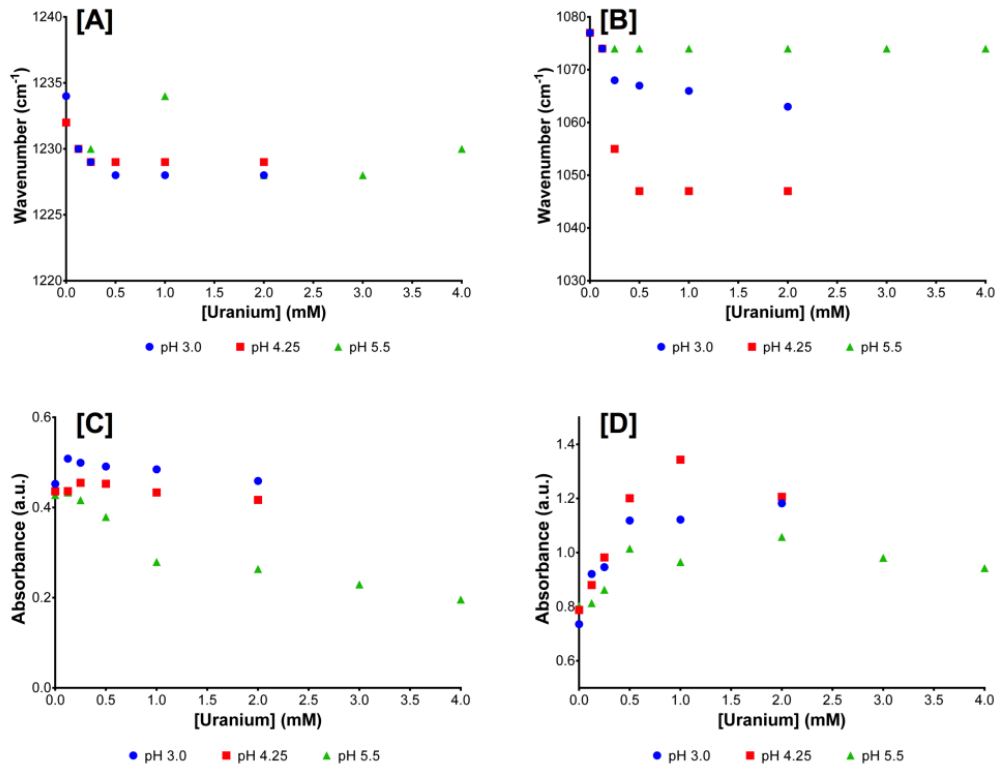 [A]
1240
1235
1230
1225
1220
Wavenumber (cm⁻¹)
0.0 0.5 1.0 1.5 2.0 2.5 3.0 3.5 4.0
[Uranium] (mM)
pH 3.0 pH 4.25 pH 5.5
[B]
1080
1070
1060
1050
1040
1030
Wavenumber (cm⁻¹)
0.0 0.5 1.0 1.5 2.0 2.5 3.0 3.5 4.0
[Uranium] (mM)
pH 3.0 pH 4.25 pH 5.5
[C]
0.6
0.4
0.2
0.0
Absorbance (a.u.)
0.0 0.5 1.0 1.5 2.0 2.5 3.0 3.5 4.0
[Uranium] (mM)
pH 3.0 pH 4.25 pH 5.5
[D]
1.4
1.2
1.0
0.8
0.6
Absorbance (a.u.)
0.0 0.5 1.0 1.5 2.0 2.5 3.0 3.5 4.0
[Uranium] (mM)
pH 3.0 pH 4.25 pH 5.5